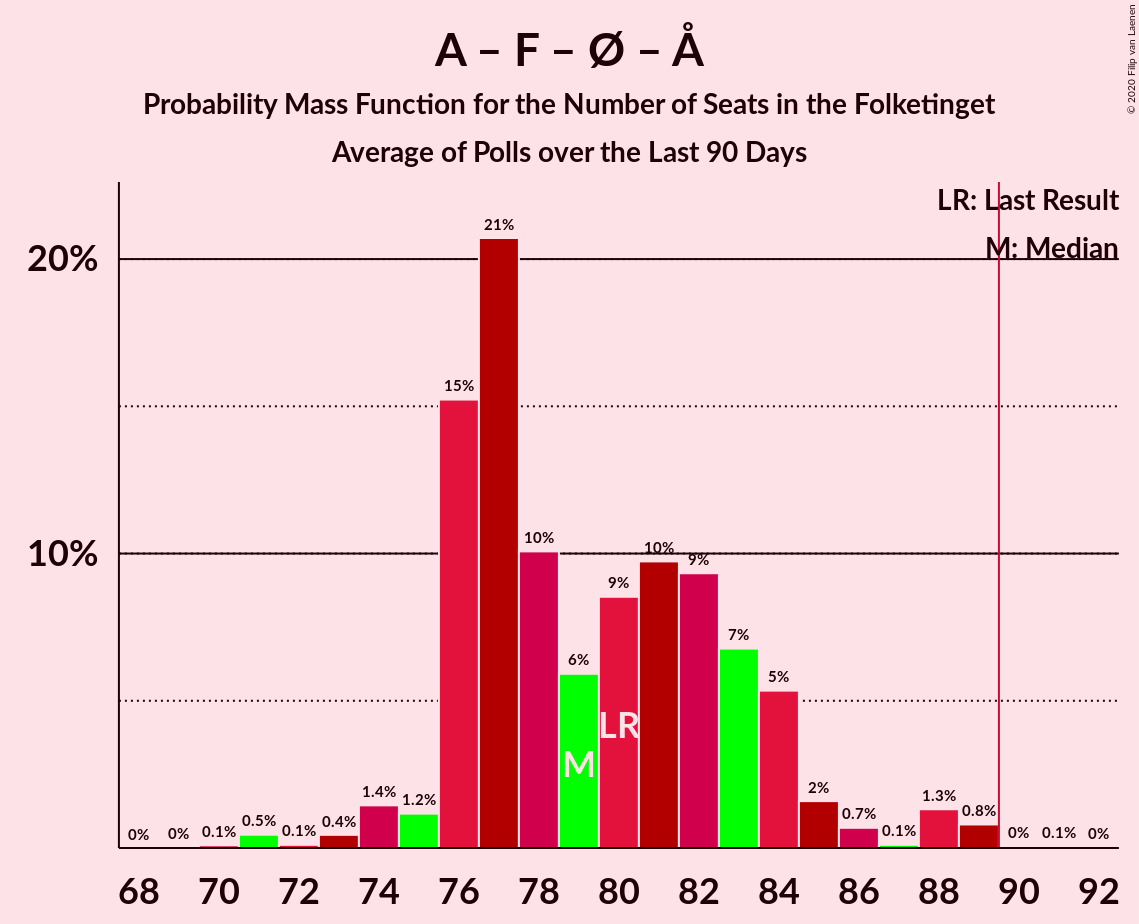 © 2020 Filip van Laenen
A – F – Ø – Å
Probability Mass Function for the Number of Seats in the Folketinget
Average of Polls over the Last 90 Days
LR: Last Result
M: Median
20%
10%
0% 0% 0.1% 0.5% 0.1% 0.4% 1.4% 1.2% 15% 21% 10% 6% 9% 10% 9% 7% 5% 2% 0.7% 0.1% 1.3% 0.8% 0% 0.1% 0%
LR
M
68 70 72 74 76 78 80 82 84 86 88 90 92